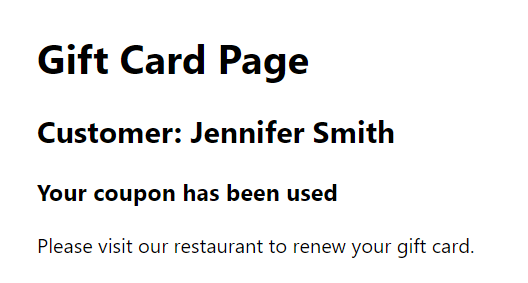 Gift Card Page
Customer: Jennifer Smith
Your coupon has been used
Please visit our restaurant to renew your gift card.